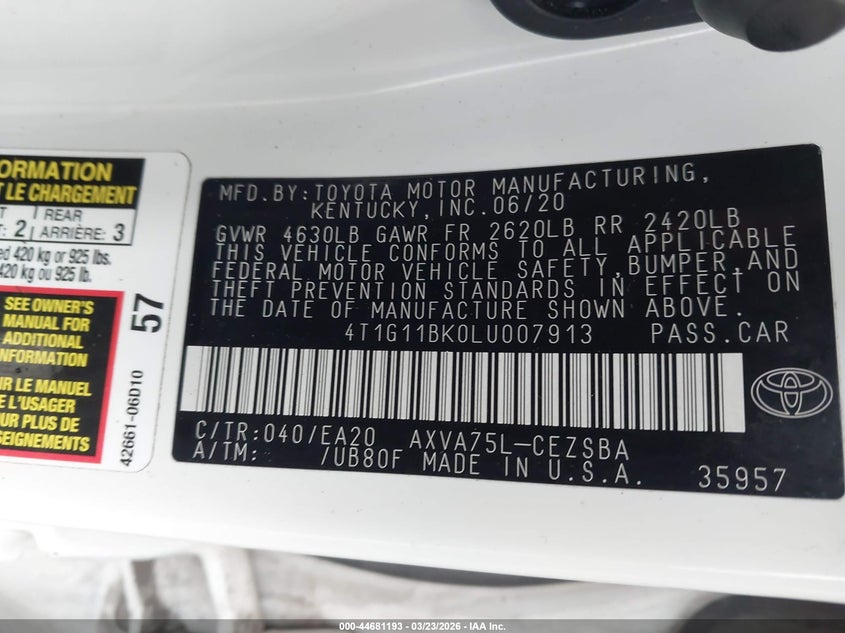 ORMATION
T LE CHARGEMENT
T REAR
: 2 ARRIÈRE: 3
ed 420 kg or 925 lbs.
420 kg ou 925 lb.
SEE OWNER'S
MANUAL FOR
ADDITIONAL
INFORMATION
IR LE MANUEL
E L'USAGER
OUR PLUS DE
NSEIGNEMENTS
57
42661-06D10
MFD.BY:TOYOTA MOTOR MANUFACTURING,
KENTUCKY,INC.06/20
GVWR 4630LB GAWR FR 2620LB RR 2420LB
THIS VEHICLE CONFORMS TO ALL APPLICABLE
FEDERAL MOTOR VEHICLE SAFETY,BUMPER,AND
THEFT PREVENTION STANDARDS IN EFFECT ON
THE DATE OF MANUFACTURE SHOWN ABOVE.
4T1G11BK0LU007913 PASS.CAR
C/TR:040/EA20 AXVA75L-CEZSBA
A/TM: /UB80F MADE IN U.S.A. 35957
000-44681193 - 03/23/2026 - IAA Inc.